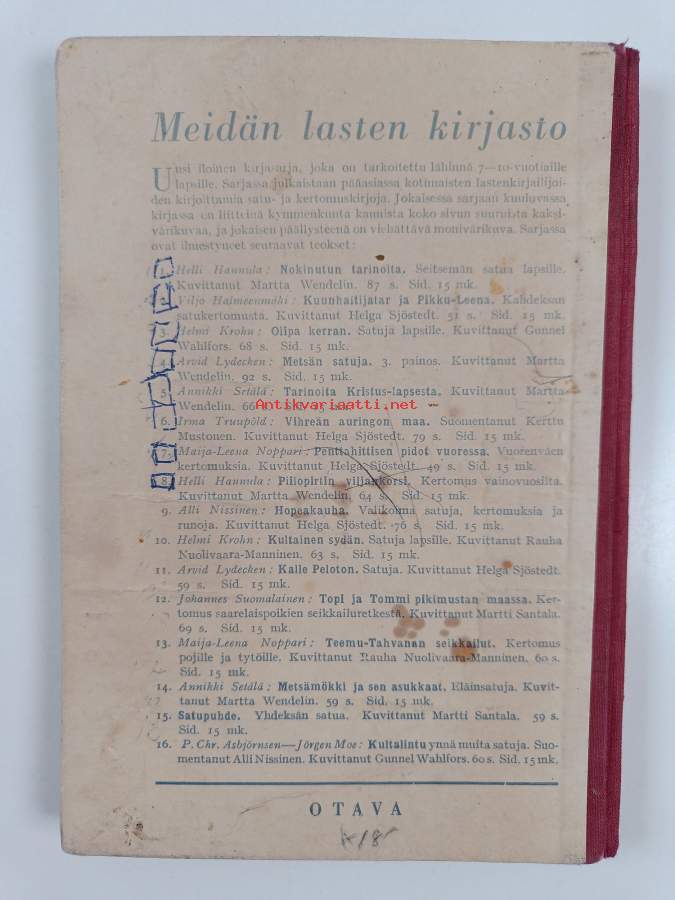 Meidän lasten kirjasto
Uusi iloinen kirjasarja, joka on tarkoitettu lähinnä 7—10-vuotiaille
lapsille. Sarjassa julkaistaan pääasiassa kotimaisten lastenkirjailijoi-
den kirjoittamia satu- ja kertomuskirjoja. Jokaisessa sarjaan kuuluvassa
kirjassa on liitteinä kymmenkunta kaunista koko sivun suuruista kaksi-
värikuvaa, ja jokaisen päällysteenä on viehättävä monivärikuva. Sarjassa
ovat ilmestyneet seuraavat teokset:
1. Helli Hannula: Nokinutun tarinoita. Seitsemän satua lapsille.
Kuvittanut Martta Wendelin. 87 s. Sid. 15 mk.
2. Viljo Halmeenmäki: Kuunhaltijatar ja Pikku-Leena. Kahdeksan
satukertomusta. Kuvittanut Helga Sjöstedt. 51 s. Sid. 15 mk.
3. Helmi Krohn: Olipa kerran. Satuja lapsille. Kuvittanut Gunnel
Wahlfors. 68 s. Sid. 15 mk.
4. Arvid Lydecken: Metsän satuja. 3. painos. Kuvittanut Martta
Wendelin. 92 s. Sid. 15 mk.
5. Annikki Setälä: Tarinoita Kristus-lapsesta. Kuvittanut Martta
Wendelin. 66 mk.
Antikvariaatti.net
6. Irma Truupõld: Vihreän auringon maa. Suomentanut Kerttu
Mustonen. Kuvittanut Helga Sjöstedt. 79 s. Sid. 15 mk.
7. Maija-Leena Noppari: Penttahittisen pidot vuoressa. Vuorenväen
kertomuksia. Kuvittanut Helga Sjöstedt. 49 s. Sid. 15 mk.
8. Helli Hannula: Piilopirtin viljankorsi. Kertomus vainovuosilta.
Kuvittanut Martta Wendelin. 64 s. Sid. 15 mk.
9. Alli Nissinen: Hopeakauha. Valikoima satuja, kertomuksia ja
runoja. Kuvittanut Helga Sjöstedt. 76 s. Sid. 15 mk.
10. Helmi Krohn: Kultainen sydän. Satuja lapsille. Kuvittanut Rauha
Nuolivaara-Manninen. 63 s. Sid. 15 mk.
11. Arvid Lydecken: Kalle Peloton. Satuja. Kuvittanut Helga Sjöstedt.
59 s. Sid. 15 mk.
12. Johannes Suomalainen: Topi ja Tommi pikimustan maassa. Ker-
tomus saarelaispoikien seikkailuretkestä. Kuvittanut Martti Santala.
69 s. Sid. 15 mk.
13. Maija-Leena Noppari: Teemu-Tahvanan seikkailut. Kertomus
pojille ja tytöille. Kuvittanut Rauha Nuolivaara-Manninen. 60 s.
Sid. 15 mk.
14. Annikki Setälä: Metsämökki ja sen asukkaat. Eläinsatuja. Kuvit-
tanut Martta Wendelin. 59 s. Sid. 15 mk.
15. Satupuhde. Yhdeksän satua. Kuvittanut Martti Santala. 59 s.
Sid. 15 mk.
16. P. Chr. Asbjörnsen—Jörgen Moe: Kultalintu ynnä muita satuja. Suo-
mentanut Alli Nissinen. Kuvittanut Gunnel Wahlfors. 60 s. Sid. 15 mk.
OTAVA